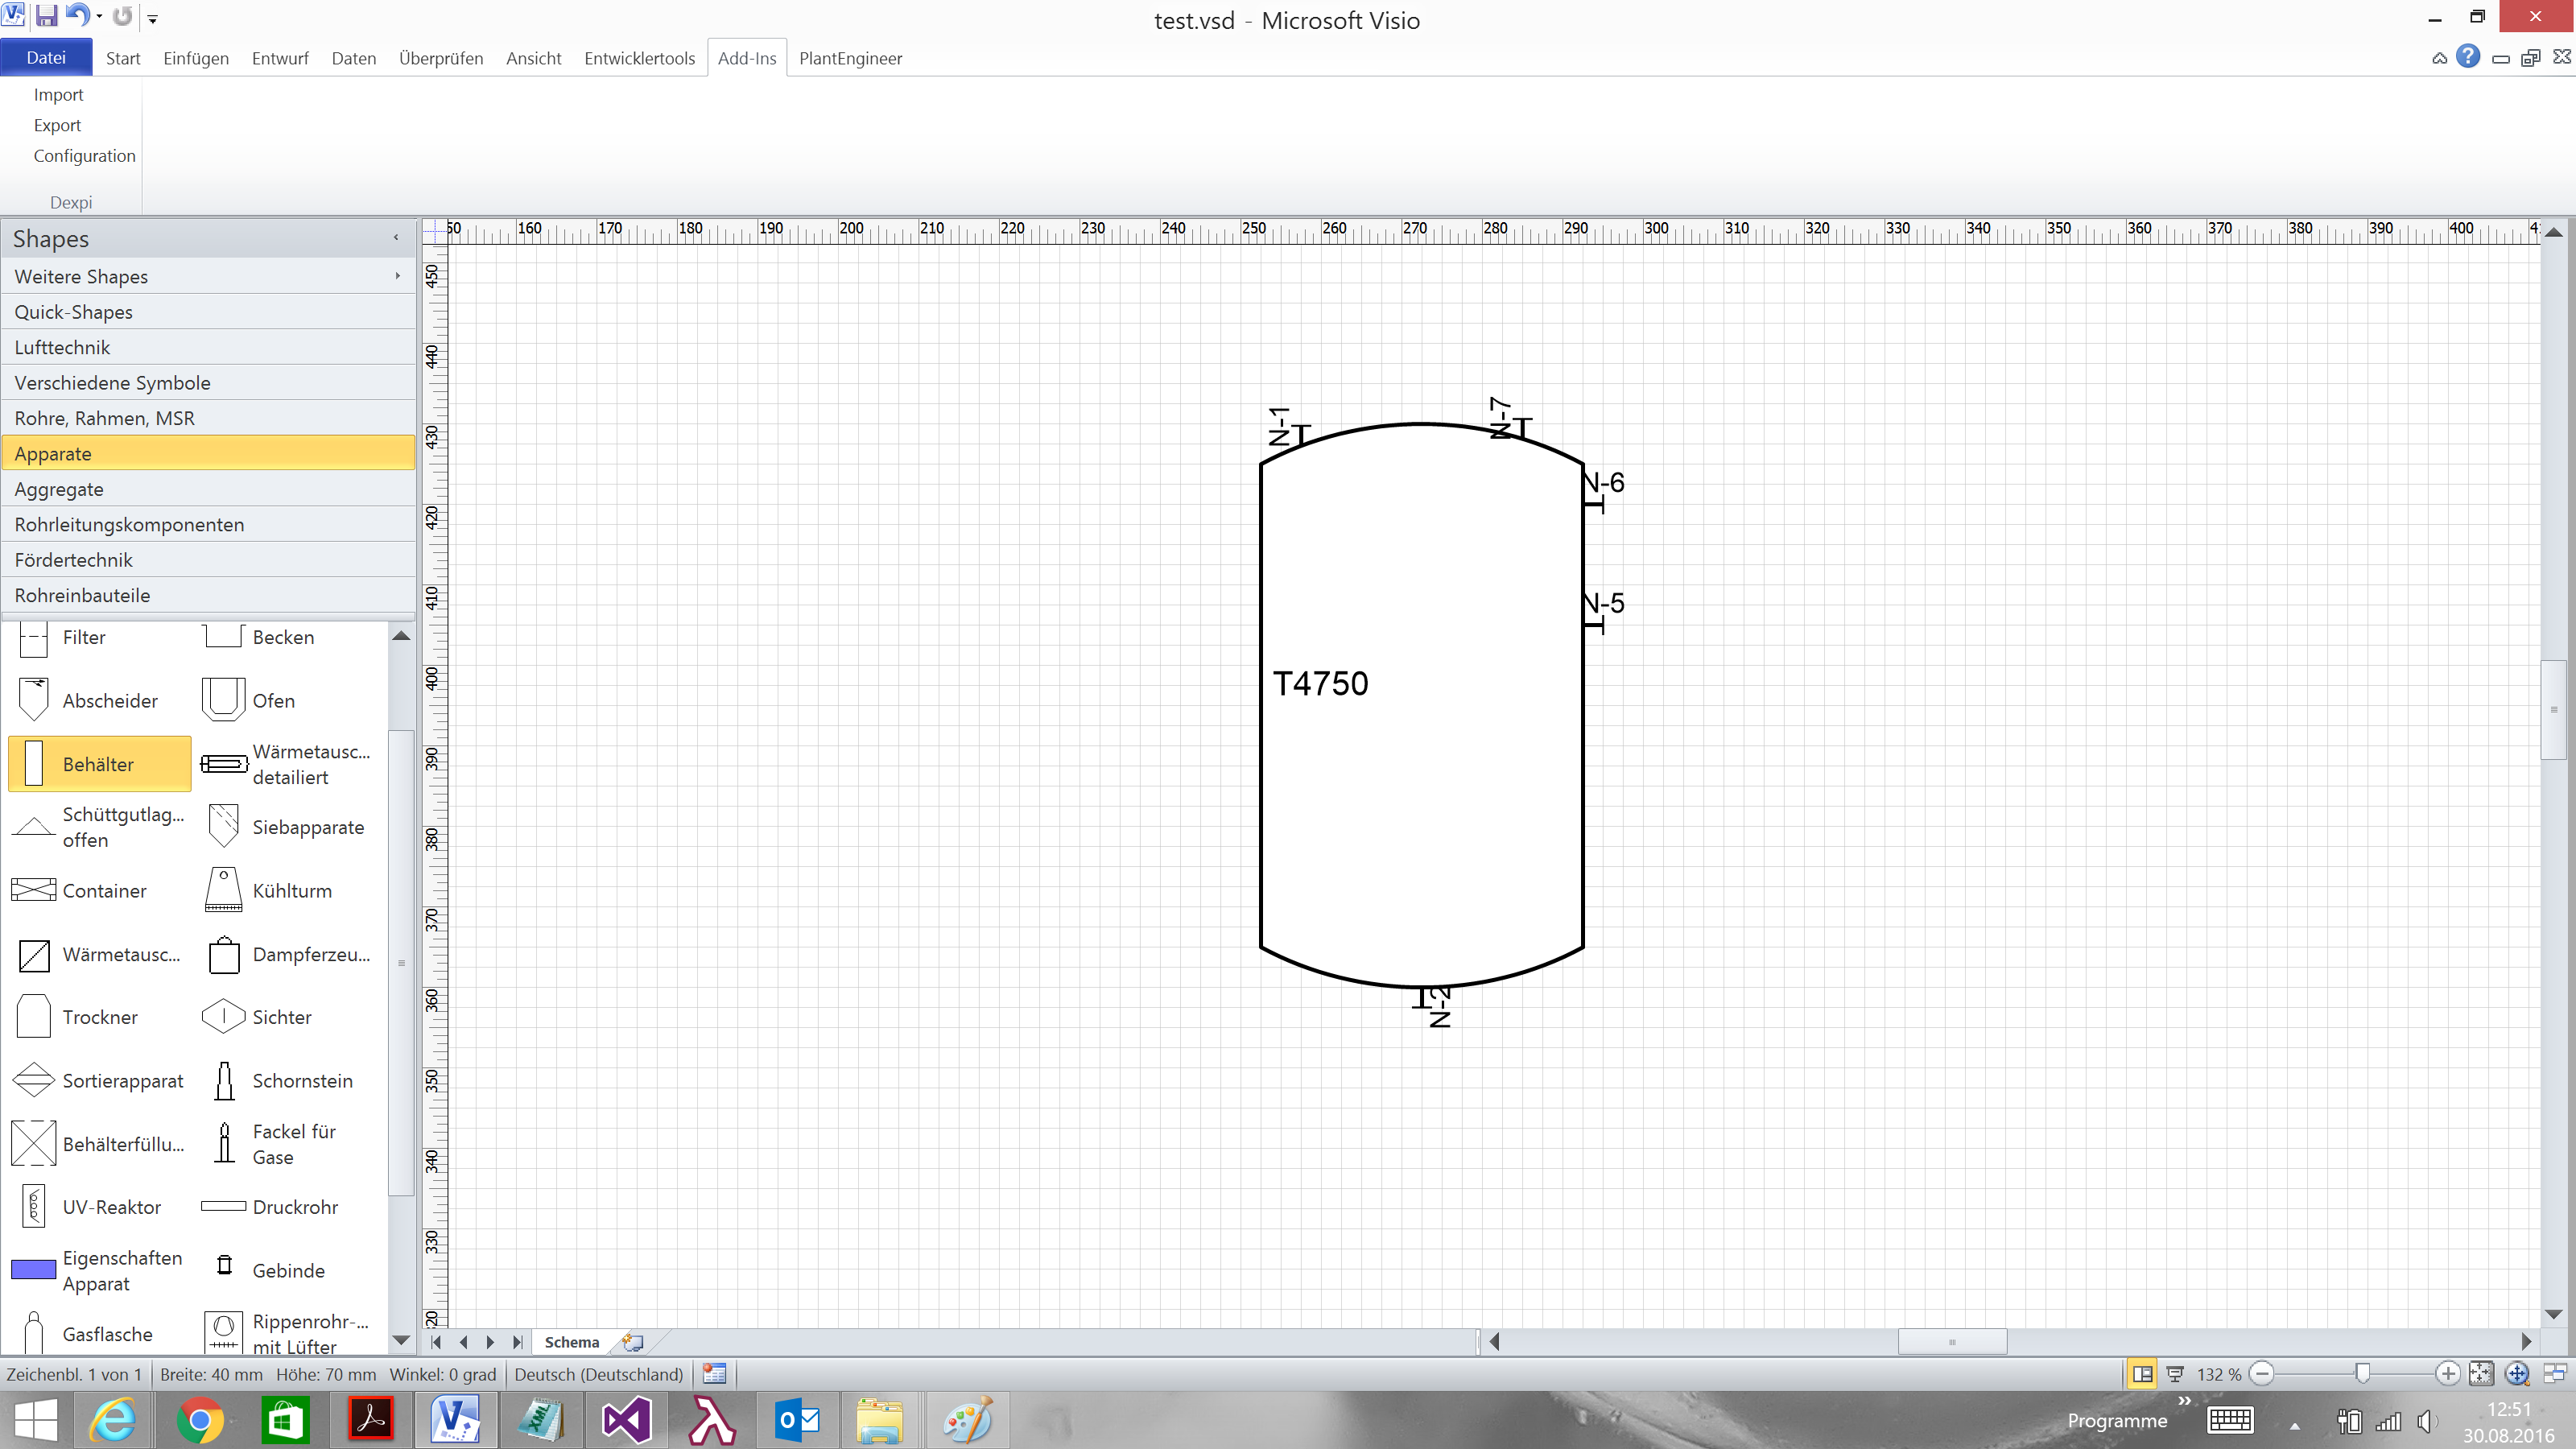 test.vsd - Microsoft Visio
Datei Start Einfügen Entwurf Daten Überprüfen Ansicht Entwicklertools Add-Ins PlantEngineer
Import
Export
Configuration
Dexpi
Shapes
Weitere Shapes
Quick-Shapes
Lufttechnik
Verschiedene Symbole
Rohre, Rahmen, MSR
Apparate
Aggregate
Rohrleitungskomponenten
Fördertechnik
Rohreinbauteile
Filter Becken
Abscheider Ofen
Behälter Wärmetausc... detailiert
Schüttgutlag... offen Siebapparate
Container Kühlturm
Wärmetausc... Dampferzeu...
Trockner Sichter
Sortierapparat Schornstein
Behälterfüllu... Fackel für Gase
UV-Reaktor Druckrohr
Eigenschaften Apparat Gebinde
Gasflasche Rippenrohr-... mit Lüfter
160 170 180 190 200 210 220 230 240 250 260 270 280 290 300 310 320 330 340 350 360 370 380 390 400
450
440
430
420
410
400
390
380
370
360
350
340
330
N-1
N-7
N-6
N-5
T4750
N-2
Schema
Zeichenbl. 1 von 1 Breite: 40 mm Höhe: 70 mm Winkel: 0 grad Deutsch (Deutschland) 132 %
XML
Programme
12:51
30.08.2016